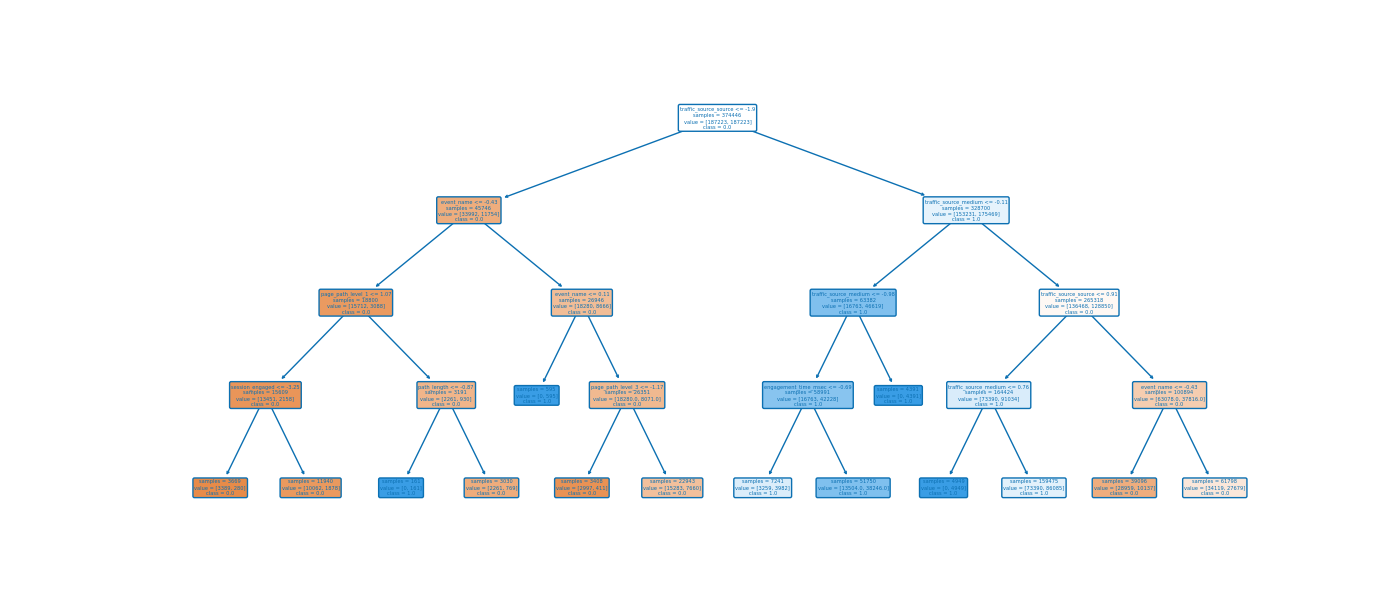 traffic_source_source <= -1.9
samples = 374446
value = [187223, 187223]
class = 0.0
event_name <= -0.43
samples = 45746
value = [33992, 11754]
class = 0.0
traffic_source_medium <= -0.11
samples = 328700
value = [153231, 175469]
class = 1.0
page_path_level_1 <= 1.07
samples = 18800
value = [15712, 3088]
class = 0.0
event_name <= 0.11
samples = 26946
value = [18280, 8666]
class = 0.0
traffic_source_medium <= -0.98
samples = 63382
value = [16763, 46619]
class = 1.0
traffic_source_source <= 0.91
samples = 265318
value = [136468, 128850]
class = 0.0
session_engaged <= -3.25
samples = 15609
value = [13451, 2158]
class = 0.0
path_length <= -0.87
samples = 3191
value = [2261, 930]
class = 0.0
samples = 595
value = [0, 595]
class = 1.0
page_path_level_3 <= -1.17
samples = 26351
value = [18280.0, 8071.0]
class = 0.0
engagement_time_msec <= -0.69
samples = 58991
value = [16763, 42228]
class = 1.0
samples = 4391
value = [0, 4391]
class = 1.0
traffic_source_medium <= 0.76
samples = 164424
value = [73390, 91034]
class = 1.0
event_name <= -0.43
samples = 100894
value = [63078.0, 37816.0]
class = 0.0
samples = 3669
value = [3389, 280]
class = 0.0
samples = 11940
value = [10062, 1878]
class = 0.0
samples = 161
value = [0, 161]
class = 1.0
samples = 3030
value = [2261, 769]
class = 0.0
samples = 3408
value = [2997, 411]
class = 0.0
samples = 22943
value = [15283, 7660]
class = 0.0
samples = 7241
value = [3259, 3982]
class = 1.0
samples = 51750
value = [13504.0, 38246.0]
class = 1.0
samples = 4949
value = [0, 4949]
class = 1.0
samples = 159475
value = [73390, 86085]
class = 1.0
samples = 39096
value = [28959, 10137]
class = 0.0
samples = 61798
value = [34119, 27679]
class = 0.0